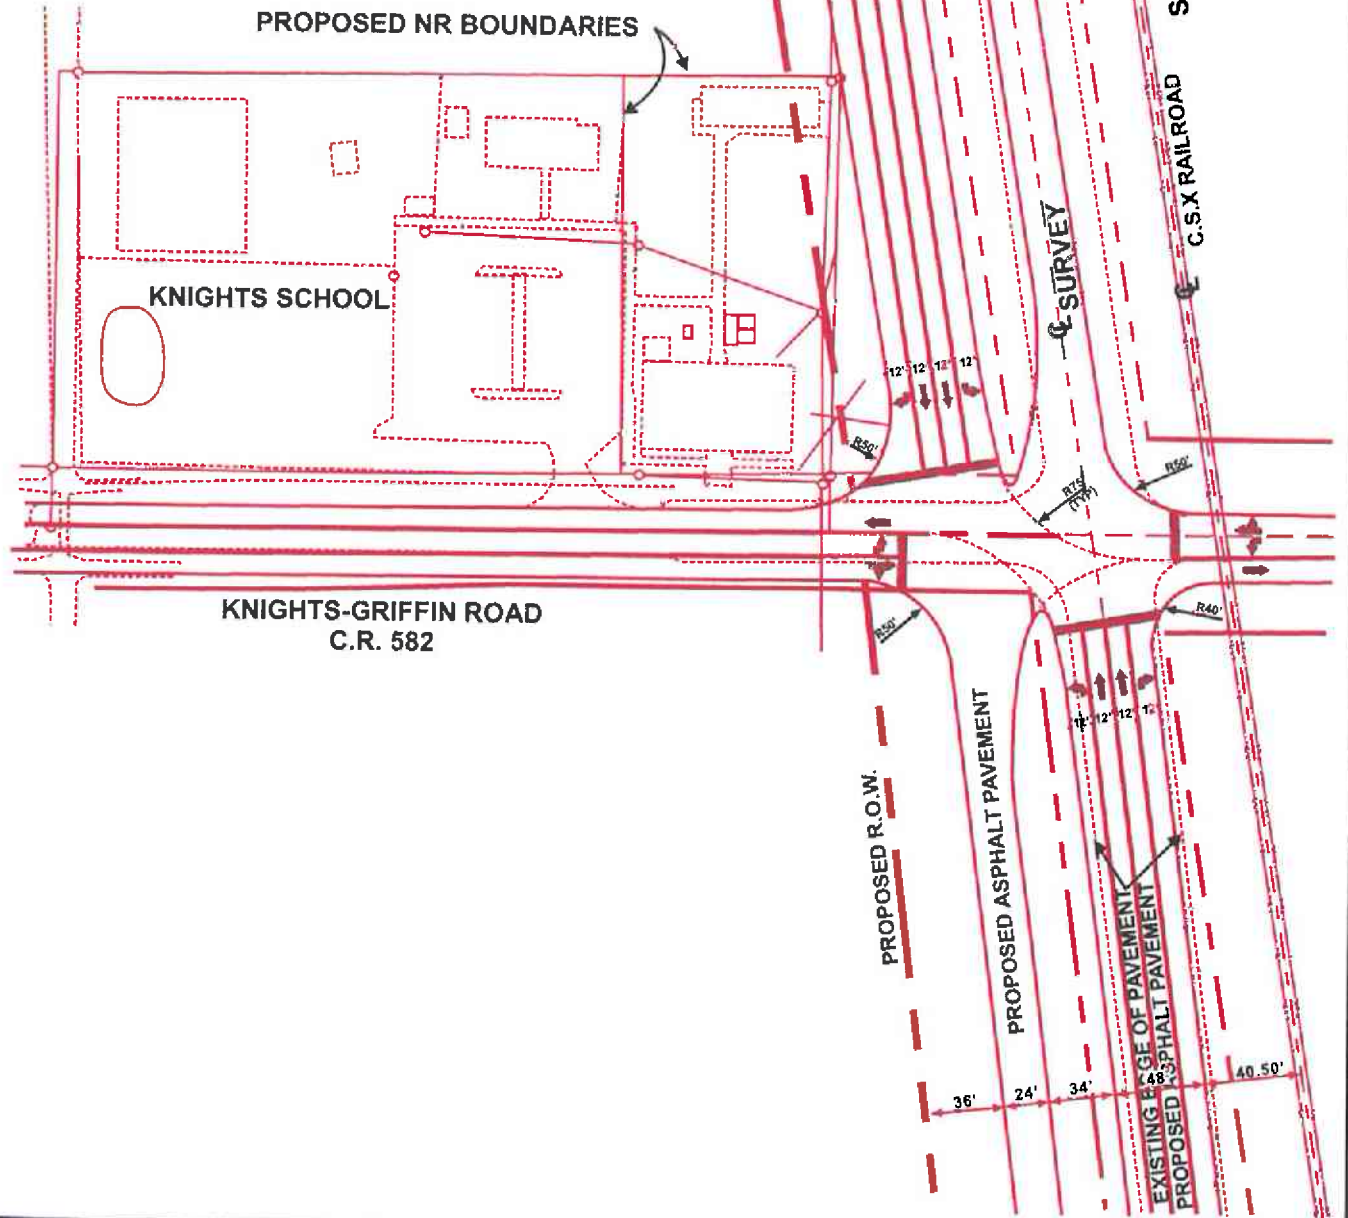 PROPOSED NR BOUNDARIES
S
C.S.X RAILROAD
℄ SURVEY
℄
KNIGHTS SCHOOL
12' 12' 12' 12'
R50'
R50'
R75'
(TYP)
KNIGHTS-GRIFFIN ROAD
C.R. 582
R50'
R40'
12' 12' 12' 12'
PROPOSED R.O.W.
PROPOSED ASPHALT PAVEMENT
EXISTING EDGE OF PAVEMENT
PROPOSED ASPHALT PAVEMENT
36' 24' 34' 48' 40.50'